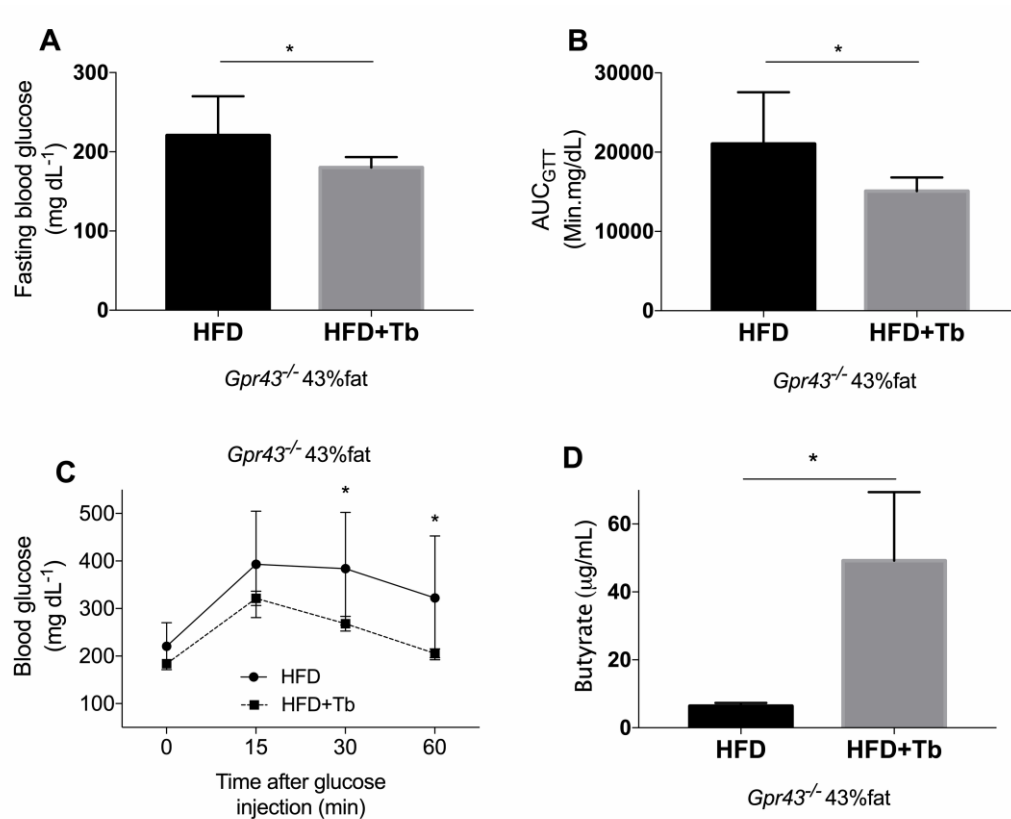 A
*
Fasting blood glucose
(mg dL⁻¹)
300
200
100
0
HFD
HFD+Tb
Gpr43⁻/⁻ 43%fat
B
*
AUC_GTT
(Min.mg/dL)
30000
20000
10000
0
HFD
HFD+Tb
Gpr43⁻/⁻ 43%fat
C
Gpr43⁻/⁻ 43%fat
Blood glucose
(mg dL⁻¹)
500
400
300
200
100
*
*
HFD
HFD+Tb
0
15
30
60
Time after glucose
injection (min)
D
*
Butyrate (μg/mL)
60
40
20
0
HFD
HFD+Tb
Gpr43⁻/⁻ 43%fat